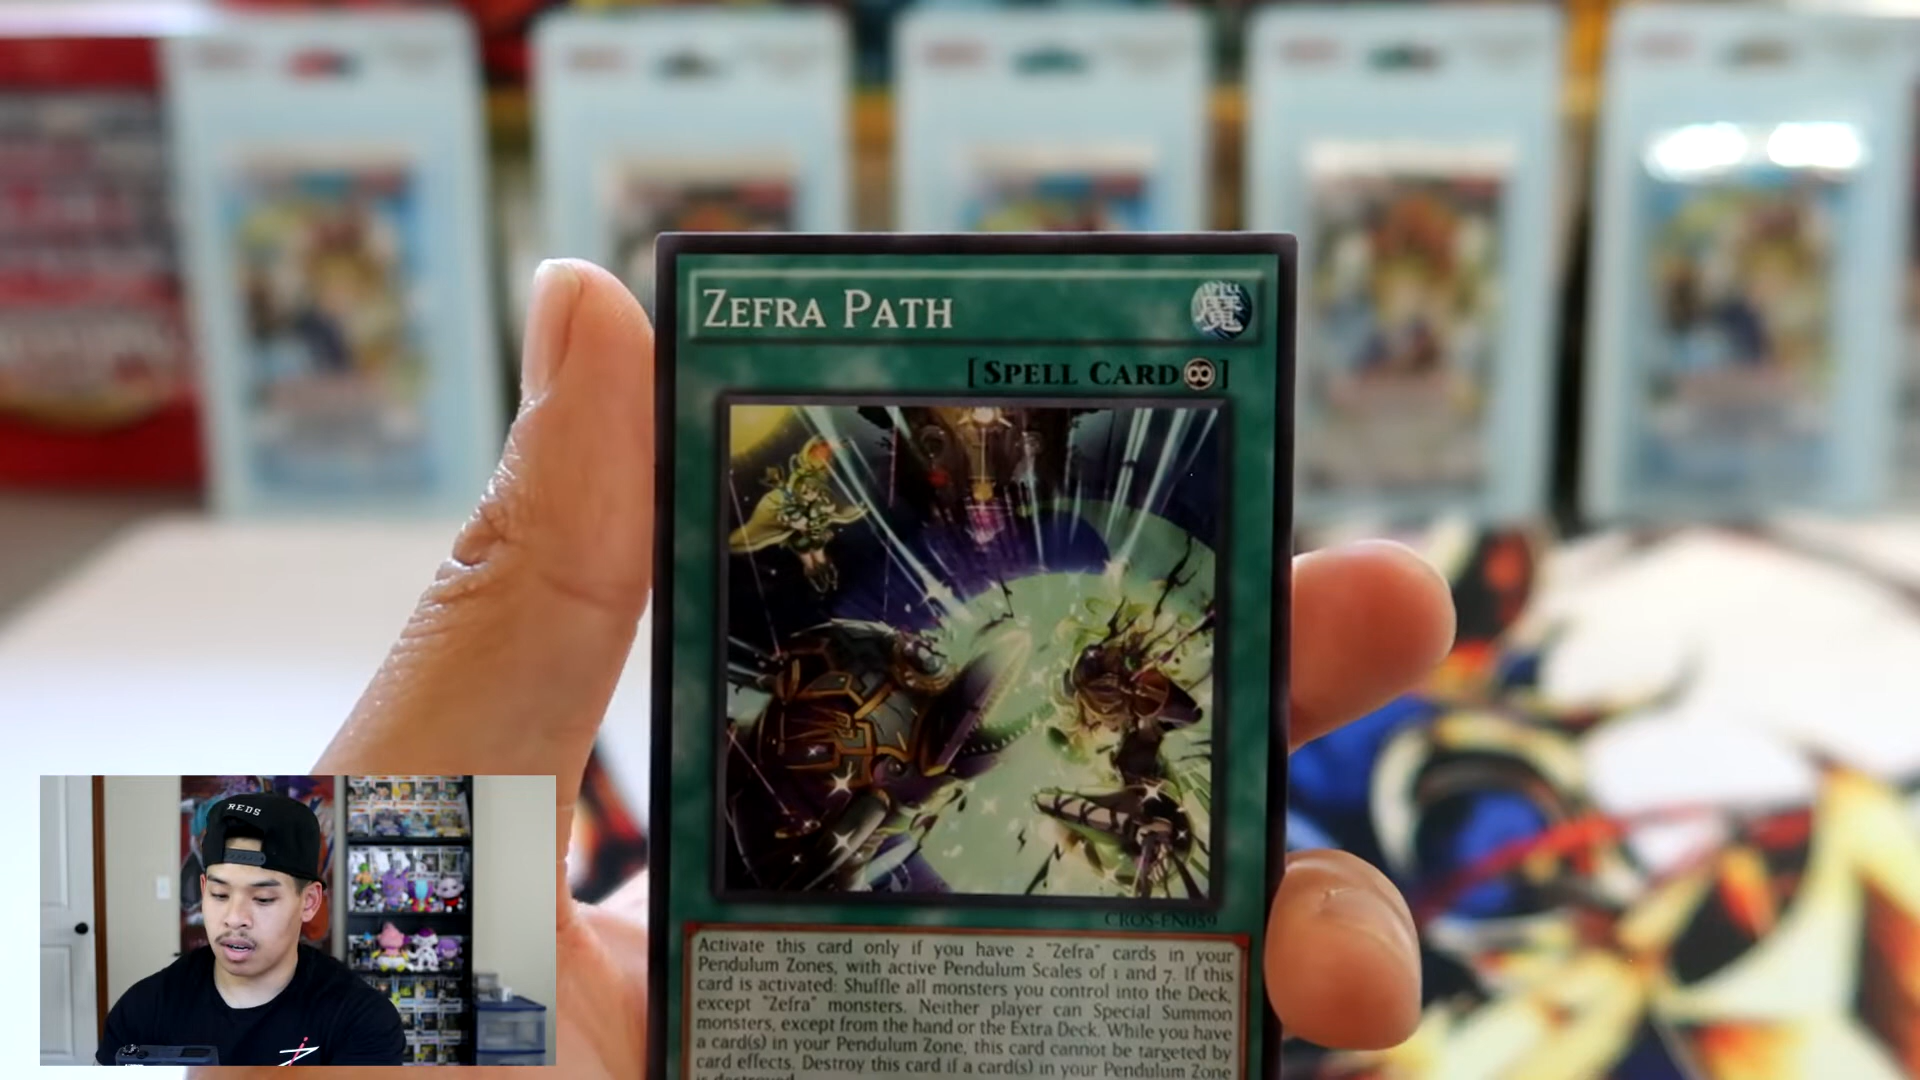 ZEFRA PATH
魔
[SPELL CARD∞]
CROS-EN059
Activate this card only if you have 2 "Zefra" cards in your
Pendulum Zones, with active Pendulum Scales of 1 and 7. If this
card is activated: Shuffle all monsters you control into the Deck,
except "Zefra" monsters. Neither player can Special Summon
monsters, except from the hand or the Extra Deck. While you have
a card(s) in your Pendulum Zone, this card cannot be targeted by
card effects. Destroy this card if a card(s) in your Pendulum Zone
is destroyed.
REDS